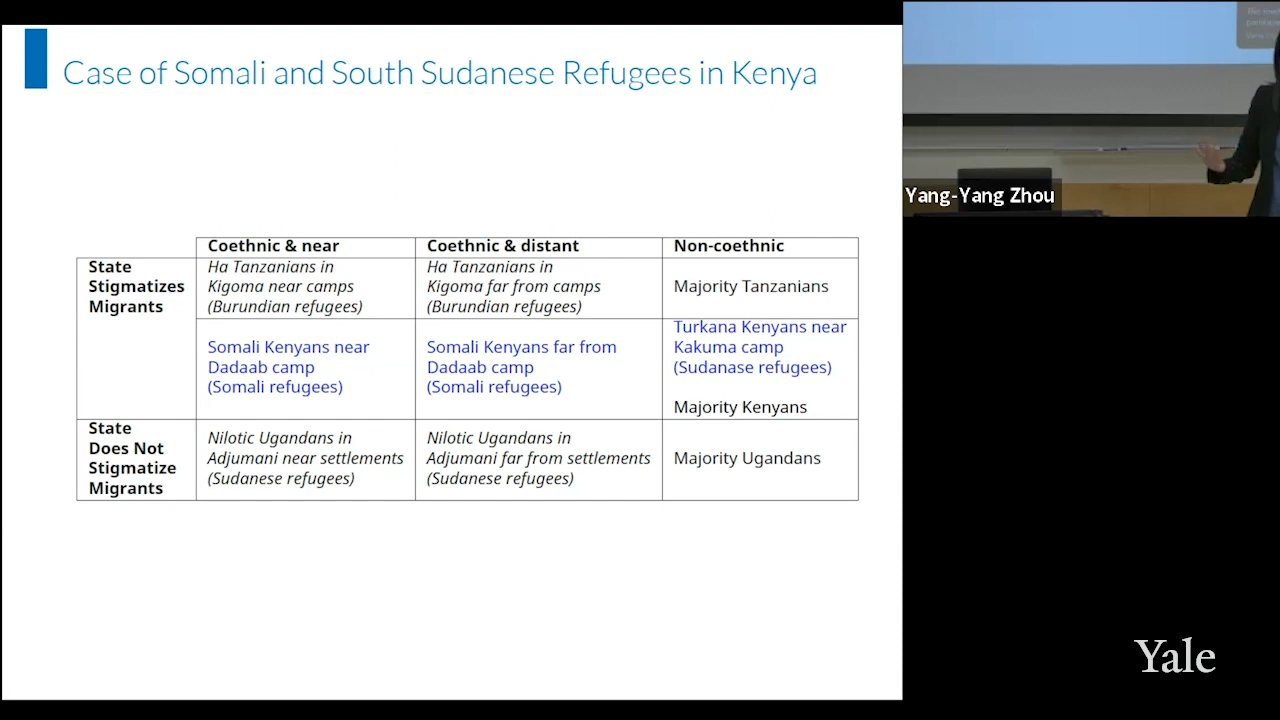 Case of Somali and South Sudanese Refugees in Kenya
Yang-Yang Zhou
Coethnic & near
Coethnic & distant
Non-coethnic
State
Stigmatizes
Migrants
Ha Tanzanians in
Kigoma near camps
(Burundian refugees)
Ha Tanzanians in
Kigoma far from camps
(Burundian refugees)
Majority Tanzanians
Somali Kenyans near
Dadaab camp
(Somali refugees)
Somali Kenyans far from
Dadaab camp
(Somali refugees)
Turkana Kenyans near
Kakuma camp
(Sudanase refugees)
Majority Kenyans
State
Does Not
Stigmatize
Migrants
Nilotic Ugandans in
Adjumani near settlements
(Sudanese refugees)
Nilotic Ugandans in
Adjumani far from settlements
(Sudanese refugees)
Majority Ugandans
Yale